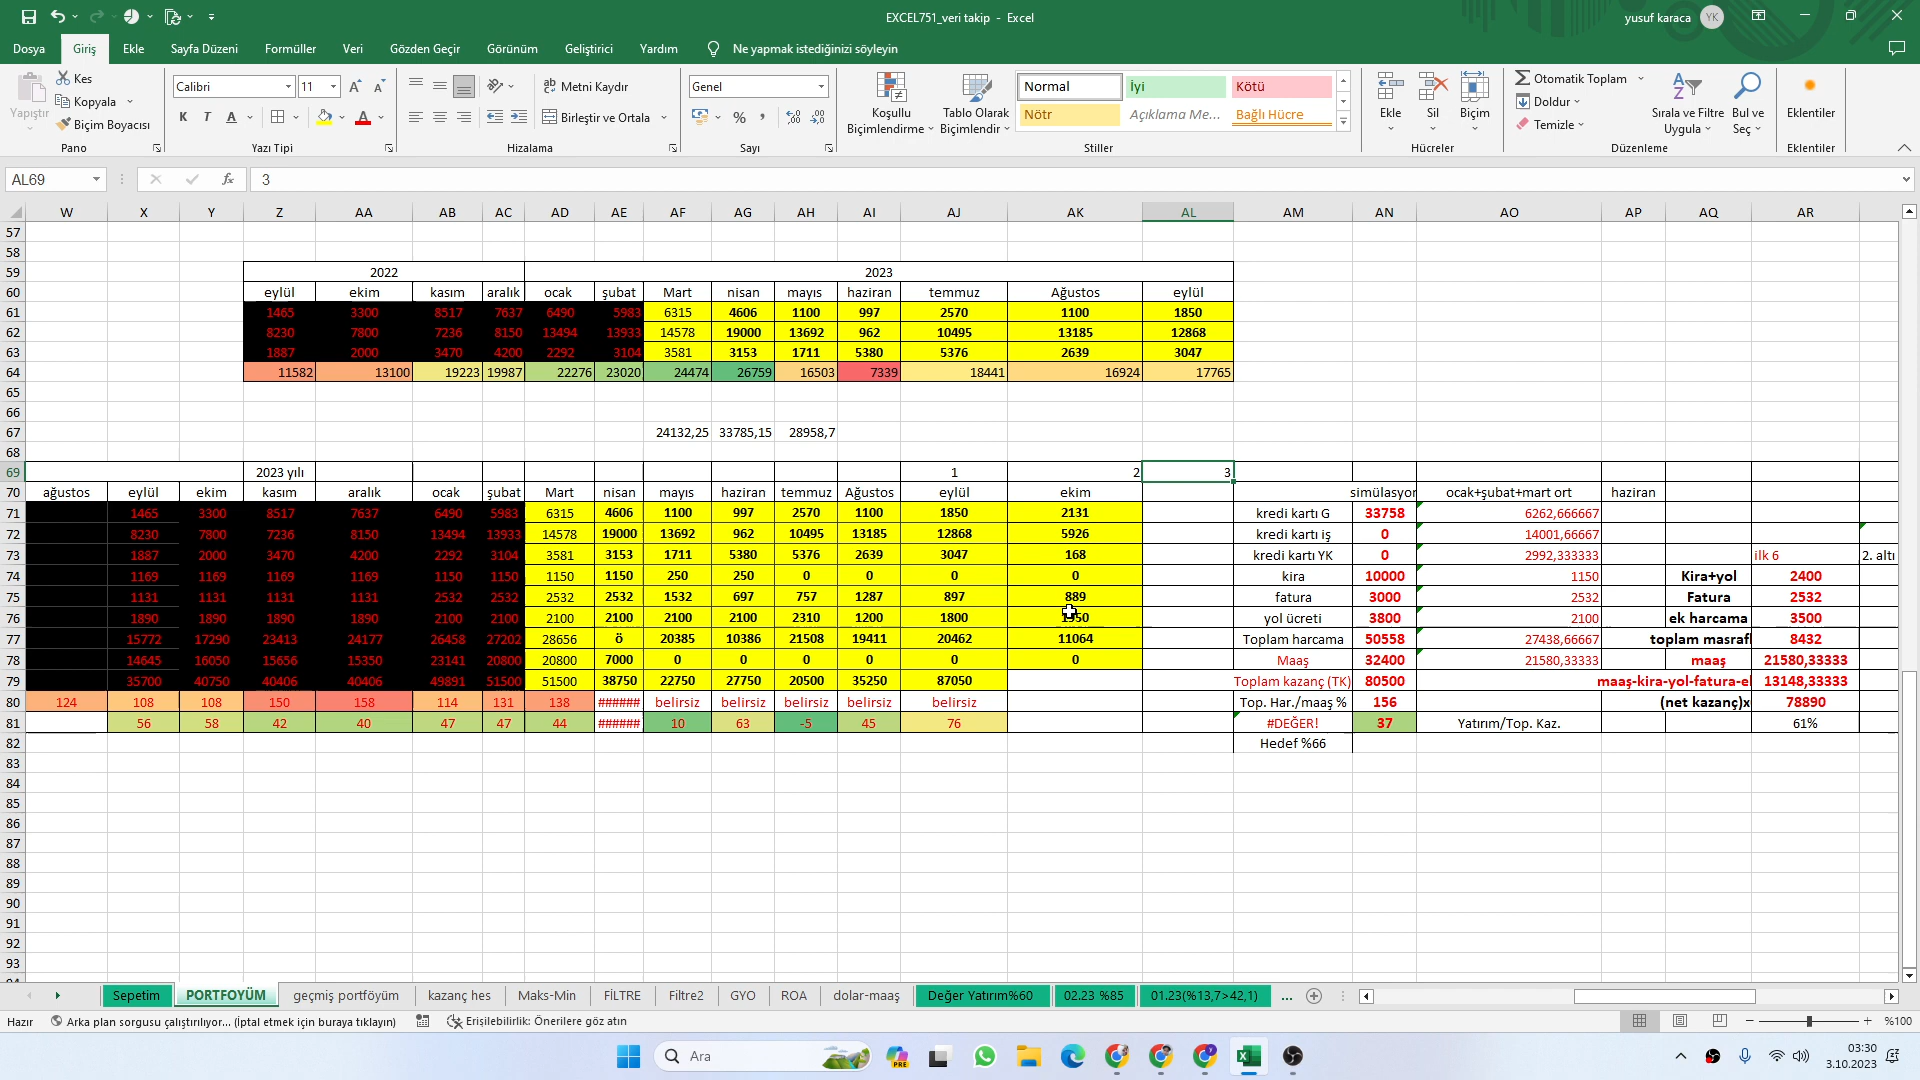 EXCEL751_veri takip - Excel
yusuf karaca YK
Dosya Giriş Ekle Sayfa Düzeni Formüller Veri Gözden Geçir Görünüm Geliştirici Yardım Ne yapmak istediğinizi söyleyin
Yapıştır Kes Kopyala Biçim Boyacısı
Calibri 11
K T A
Metni Kaydır
Birleştir ve Ortala
Genel
Koşullu Biçimlendirme Tablo Olarak Biçimlendir
Normal İyi Kötü
Nötr Açıklama Me... Bağlı Hücre
Ekle Sil Biçim
Otomatik Toplam
Doldur
Temizle
Sırala ve Filtre Uygula Bul ve Seç
Eklentiler
Pano Yazı Tipi Hizalama Sayı Stiller Hücreler Düzenleme Eklentiler
AL69 fx 3
W X Y Z AA AB AC AD AE AF AG AH AI AJ AK AL AM AN AO AP AQ AR
57
58
59 2022 2023
60 eylül ekim kasım aralık ocak şubat Mart nisan mayıs haziran temmuz Ağustos eylül
61 1465 3300 8517 7637 6490 5983 6315 4606 1100 997 2570 1100 1850
62 8230 7800 7236 8150 13494 13933 14578 19000 13692 962 10495 13185 12868
63 1887 2000 3470 4200 2292 3104 3581 3153 1711 5380 5376 2639 3047
64 11582 13100 19223 19987 22276 23020 24474 26759 16503 7339 18441 16924 17765
65
66
67 24132,25 33785,15 28958,7
68
69 2023 yılı 1 2 3
70 ağustos eylül ekim kasım aralık ocak şubat Mart nisan mayıs haziran temmuz Ağustos eylül ekim simülasyor ocak+şubat+mart ort haziran
71 1465 3300 8517 7637 6490 5983 6315 4606 1100 997 2570 1100 1850 2131 kredi kartı G 33758 6262,666667
72 8230 7800 7236 8150 13494 13933 14578 19000 13692 962 10495 13185 12868 5926 kredi kartı iş 0 14001,66667
73 1887 2000 3470 4200 2292 3104 3581 3153 1711 5380 5376 2639 3047 168 kredi kartı YK 0 2992,333333 ilk 6 2. altı
74 1169 1169 1169 1169 1150 1150 1150 1150 250 250 0 0 0 0 kira 10000 1150 Kira+yol 2400
75 1131 1131 1131 1131 2532 2532 2532 2532 1532 697 757 1287 897 889 fatura 3000 2532 Fatura 2532
76 1890 1890 1890 1890 2100 2100 2100 2100 2100 2100 2310 1200 1800 yol ücreti 3800 2100 ek harcama 3500
77 15772 17290 23413 24177 26458 27202 28656 ö 20385 10386 21508 19411 20462 11064 Toplam harcama 50558 27438,66667 toplam masrafl 8432
78 14645 16050 15656 15350 23141 20800 20800 7000 0 0 0 0 0 0 Maaş 32400 21580,33333 maaş 21580,33333
79 35700 40750 40406 40406 49891 51500 51500 38750 22750 27750 20500 35250 87050 Toplam kazanç (TK) 80500 maaş-kira-yol-fatura-el 13148,33333
80 124 108 108 150 158 114 131 138 ###### belirsiz belirsiz belirsiz belirsiz belirsiz Top. Har./maaş % 156 (net kazanç)x 78890
81 56 58 42 40 47 47 44 ###### 10 63 -5 45 76 #DEĞER! 37 Yatırım/Top. Kaz. 61%
82 Hedef %66
83
84
85
86
87
88
89
90
91
92
93
Sepetim PORTFOYÜM geçmiş portföyüm kazanç hes Maks-Min FİLTRE Filtre2 GYO ROA dolar-maaş Değer Yatırım%60 02.23 %85 01.23(%13,7>42,1) ...
Hazır Arka plan sorgusu çalıştırılıyor... (İptal etmek için buraya tıklayın) Erişilebilirlik: Önerilere göz atın %100
Ara
PRE
03:30
3.10.2023